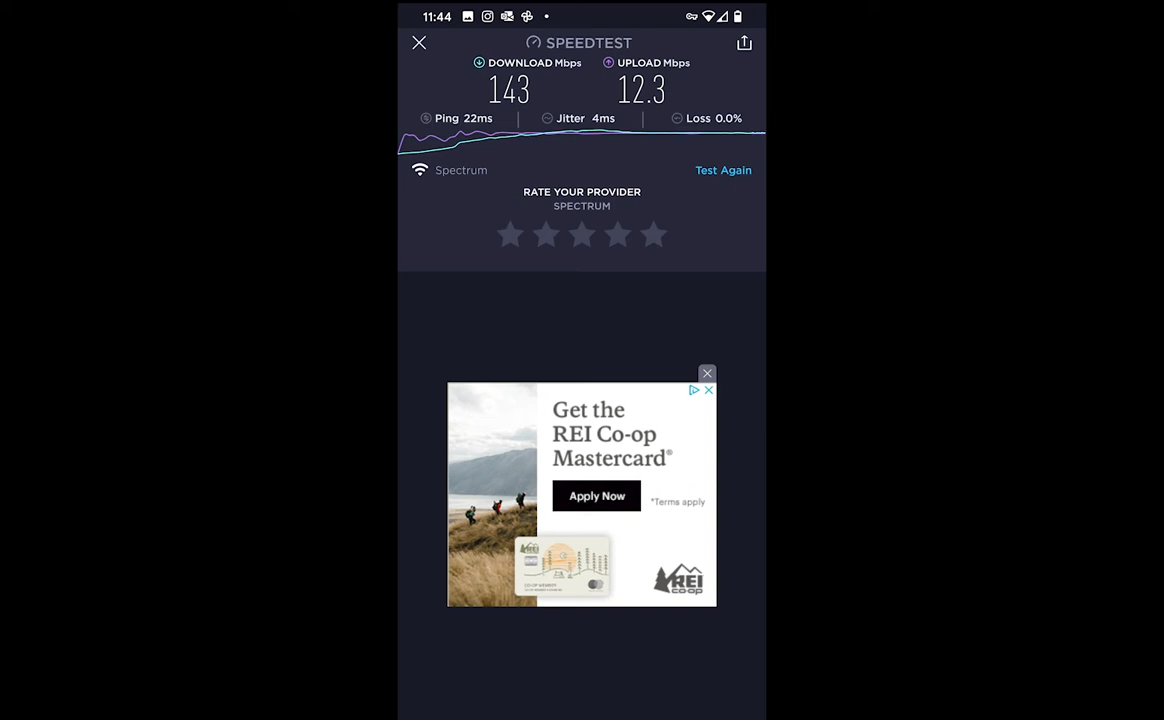 11:44
SPEEDTEST
DOWNLOAD Mbps UPLOAD Mbps
143 12.3
Ping 22ms Jitter 4ms Loss 0.0%
Spectrum Test Again
RATE YOUR PROVIDER
SPECTRUM
Get the
REI Co-op
Mastercard®
Apply Now *Terms apply
REI
REI
co-op